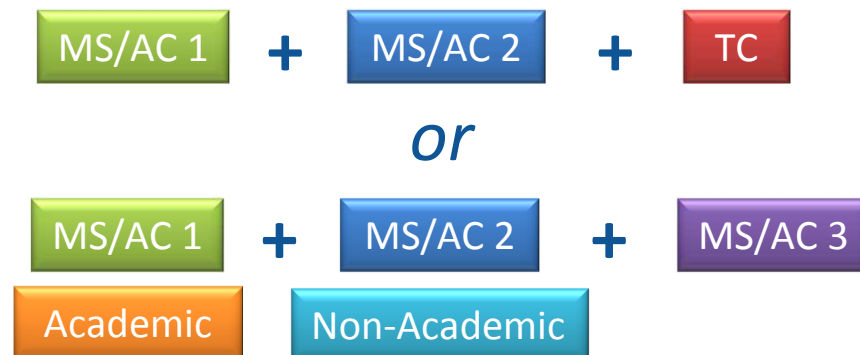 MS/AC 1 + MS/AC 2 + TC
or
MS/AC 1 + MS/AC 2 + MS/AC 3
Academic Non-Academic